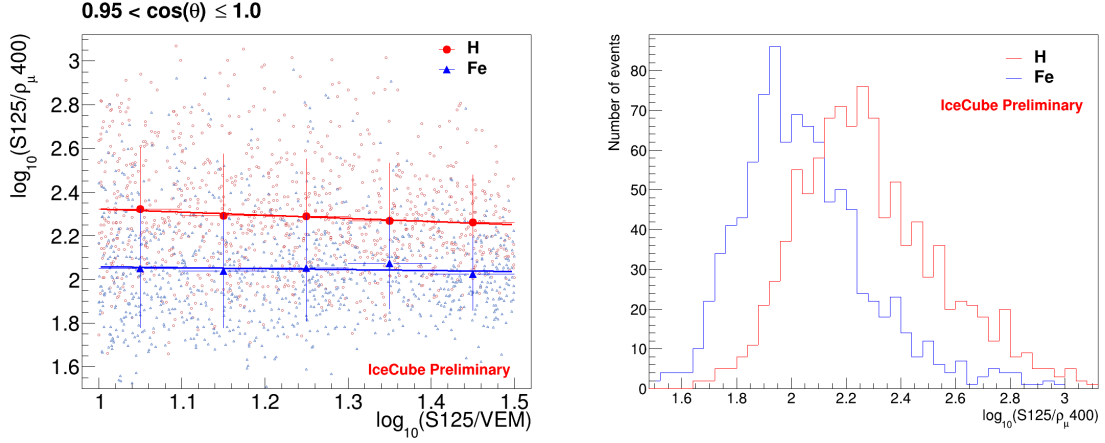 0.95 < cos(θ) ≤ 1.0
log₁₀(S125/ρ_μ400)
3
2.8
2.6
2.4
2.2
2
1.8
1.6
H
Fe
IceCube Preliminary
1 1.1 1.2 1.3 1.4 1.5
log₁₀(S125/VEM)
Number of events
80
70
60
50
40
30
20
10
0
H
Fe
IceCube Preliminary
1.6 1.8 2 2.2 2.4 2.6 2.8 3
log₁₀(S125/ρ_μ400)